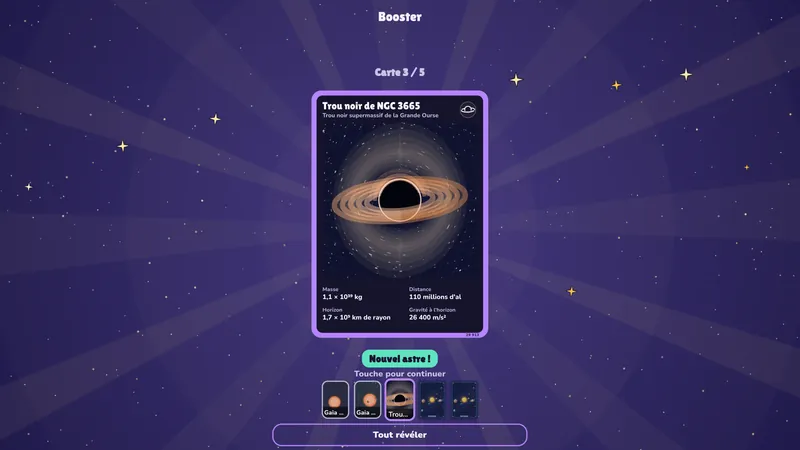 Booster
Carte 3 / 5
Trou noir de NGC 3665
Trou noir supermassif de la Grande Ourse
Masse
1,1 × 10³⁹ kg
Distance
110 millions d'al
Horizon
1,7 × 10⁹ km de rayon
Gravité à l'horizon
26 400 m/s²
Nouvel astre !
Touche pour continuer
Gaia ...
Gaia ...
Trou...
Tout révéler